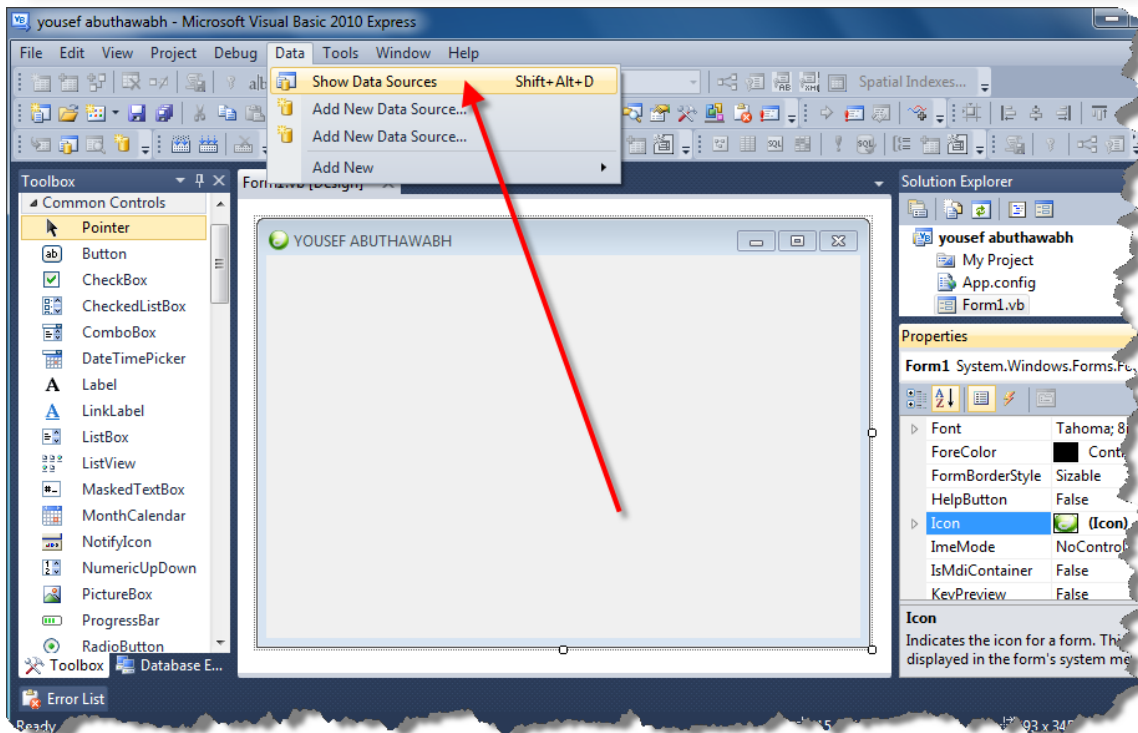 yousef abuthawabh - Microsoft Visual Basic 2010 Express
File Edit View Project Debug Data Tools Window Help
Show Data Sources Shift+Alt+D
Spatial Indexes...
Add New Data Source...
Add New Data Source...
Add New
Toolbox
Common Controls
Pointer
Button
CheckBox
CheckedListBox
ComboBox
DateTimePicker
Label
LinkLabel
ListBox
ListView
MaskedTextBox
MonthCalendar
NotifyIcon
NumericUpDown
PictureBox
ProgressBar
RadioButton
Toolbox Database E...
Form1.vb [Design]
YOUSEF ABUTHAWABH
Solution Explorer
yousef abuthawabh
My Project
App.config
Form1.vb
Properties
Form1 System.Windows.Forms.Fo
Font Tahoma; 8
ForeColor Cont
FormBorderStyle Sizable
HelpButton False
Icon (Icon)
ImeMode NoControl
IsMdiContainer False
KeyPreview False
Icon
Indicates the icon for a form. Thi
displayed in the form's system me
Error List
Ready